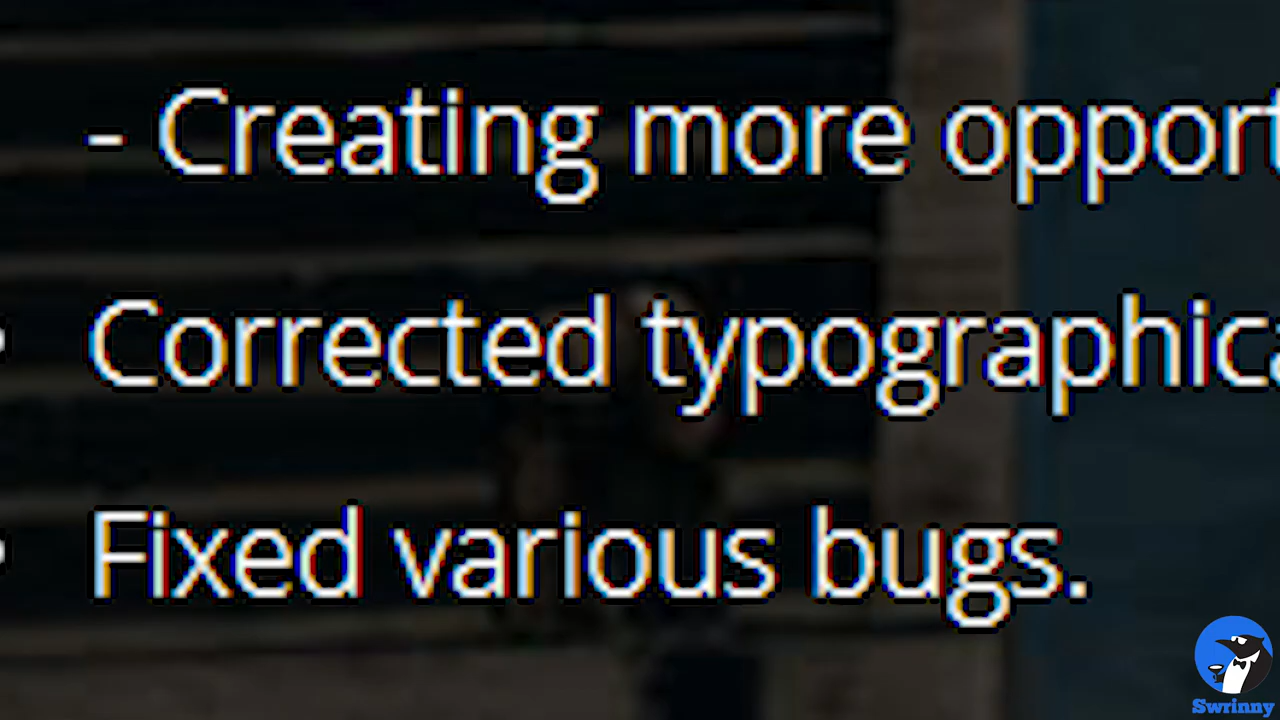 - Creating more opport
• Corrected typographica
• Fixed various bugs.
Swrinny